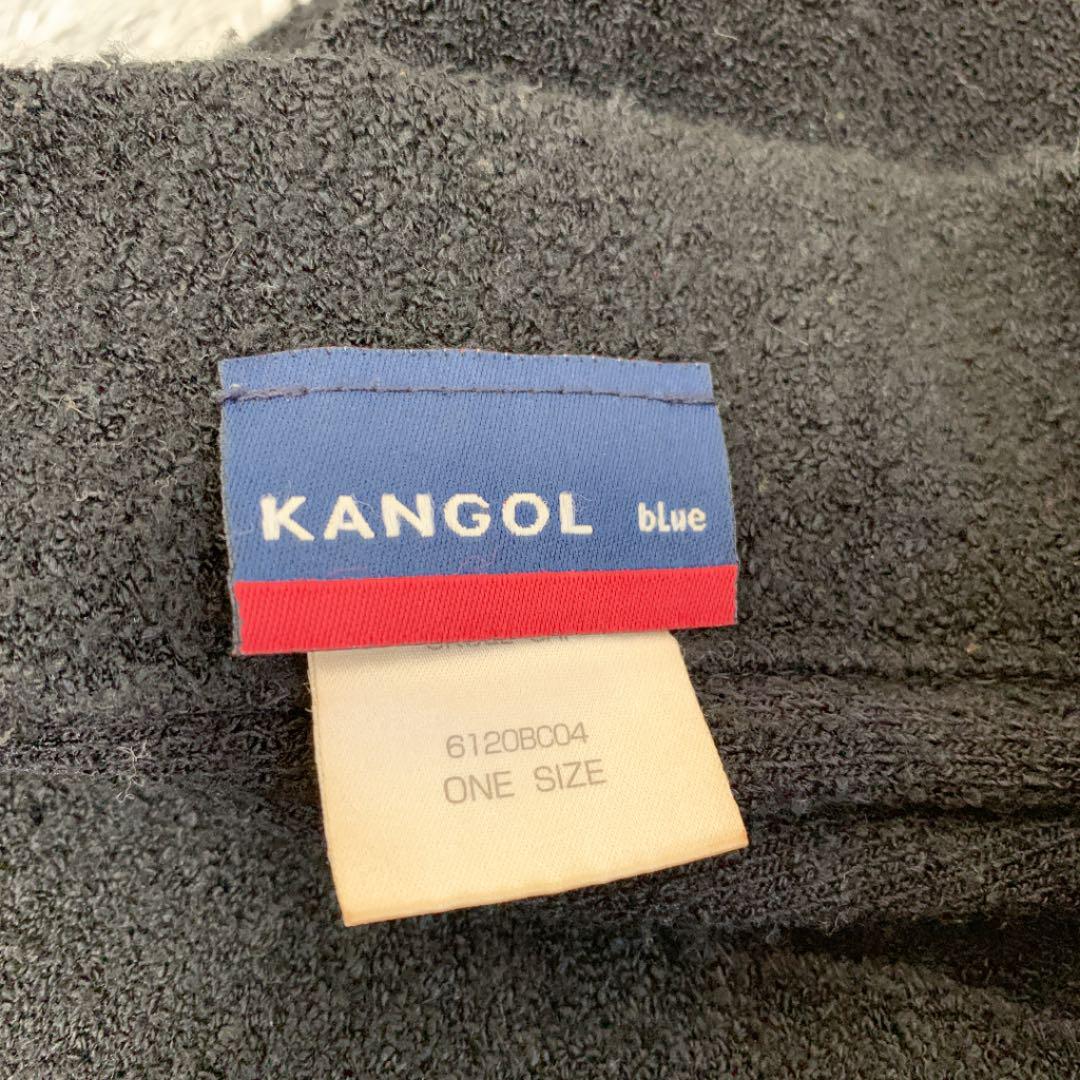 KANGOL bLue
6120BC04
ONE SIZE